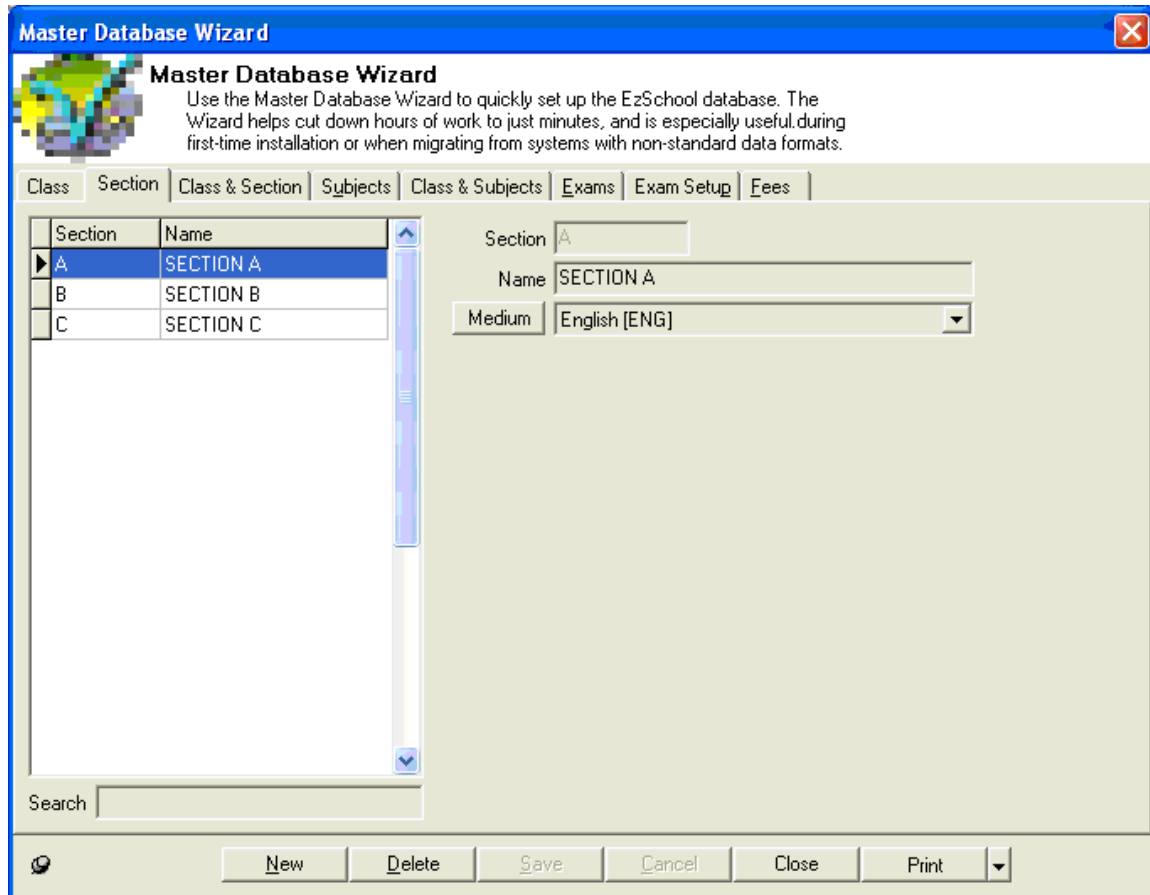 Master Database Wizard
Master Database Wizard
Use the Master Database Wizard to quickly set up the EzSchool database. The
Wizard helps cut down hours of work to just minutes, and is especially useful.during
first-time installation or when migrating from systems with non-standard data formats.
Class Section Class & Section Subjects Class & Subjects Exams Exam Setup Fees
Section Name
A SECTION A
B SECTION B
C SECTION C
Section A
Name SECTION A
Medium English [ENG]
Search
New Delete Save Cancel Close Print